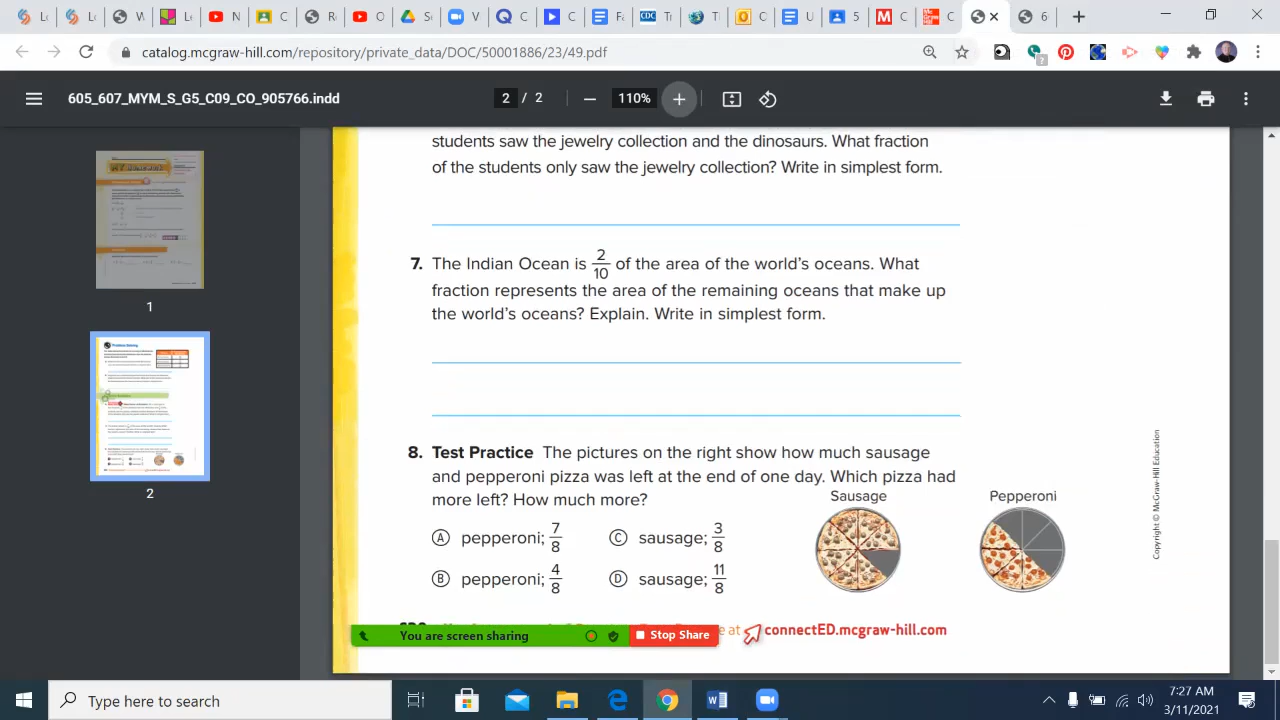 catalog.mcgraw-hill.com/repository/private_data/DOC/50001886/23/49.pdf
605_607_MYM_S_G5_C09_CO_905766.indd
2 / 2
110%
1
2
students saw the jewelry collection and the dinosaurs. What fraction
of the students only saw the jewelry collection? Write in simplest form.
7. The Indian Ocean is 2/10 of the area of the world's oceans. What
fraction represents the area of the remaining oceans that make up
the world's oceans? Explain. Write in simplest form.
8. Test Practice The pictures on the right show how much sausage
and pepperoni pizza was left at the end of one day. Which pizza had
more left? How much more?
Sausage
Pepperoni
Ⓐ pepperoni; 7/8
Ⓒ sausage; 3/8
Ⓑ pepperoni; 4/8
Ⓓ sausage; 11/8
Copyright © McGraw-Hill Education
You are screen sharing
Stop Share
at connectED.mcgraw-hill.com
Type here to search
7:27 AM
3/11/2021